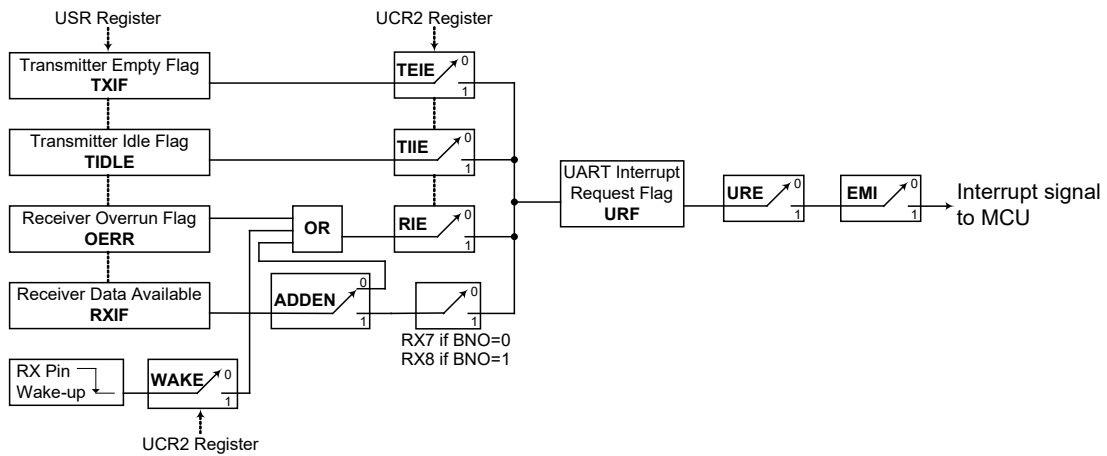 USR Register
UCR2 Register
Transmitter Empty Flag
TXIF
TEIE
0
1
Transmitter Idle Flag
TIDLE
TIIE
0
1
UART Interrupt
Request Flag
URF
URE
0
1
EMI
0
1
Interrupt signal
to MCU
Receiver Overrun Flag
OERR
OR
RIE
0
1
Receiver Data Available
RXIF
ADDEN
0
1
0
1
RX7 if BNO=0
RX8 if BNO=1
RX Pin
Wake-up
WAKE
0
1
UCR2 Register